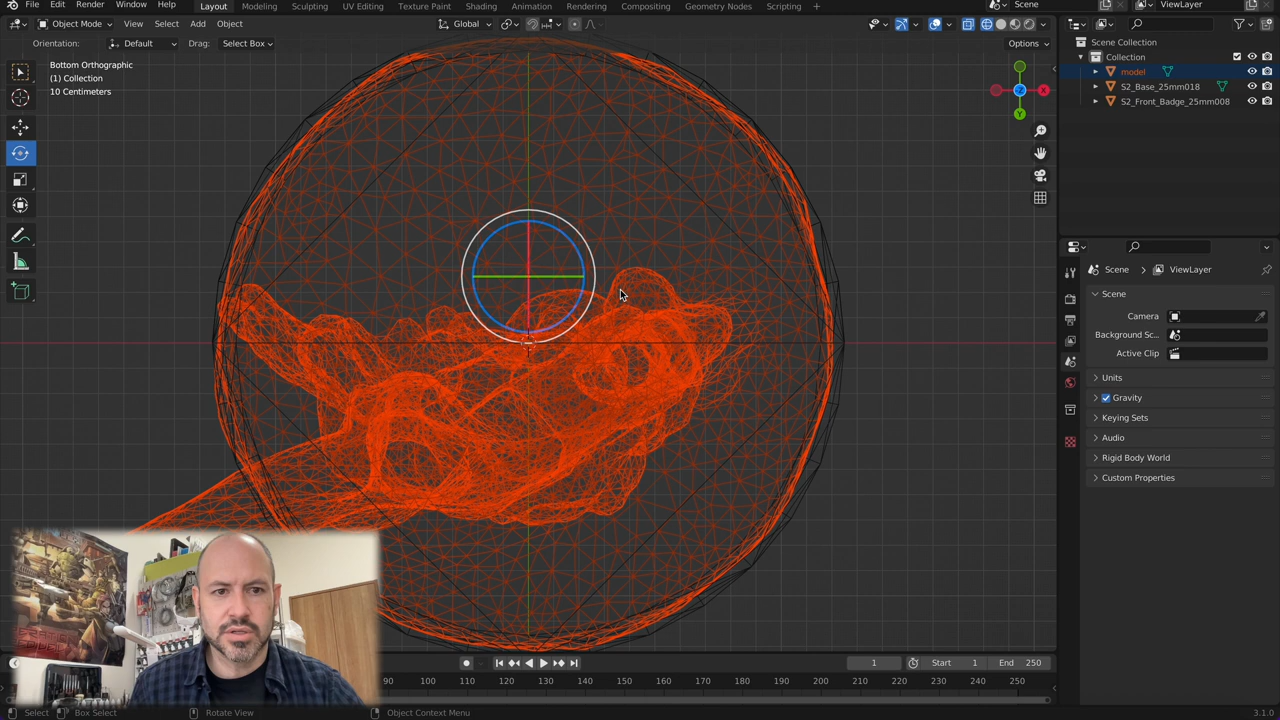 File Edit Render Window Help Layout Modeling Sculpting UV Editing Texture Paint Shading Animation Rendering Compositing Geometry Nodes Scripting + Scene ViewLayer
Object Mode View Select Add Object Global
Orientation: Default Drag: Select Box Options
Bottom Orthographic
(1) Collection
10 Centimeters
X
Y
Z
Scene Collection
Collection
model
S2_Base_25mm018
S2_Front_Badge_25mm008
Scene ViewLayer
Scene
Camera
Background Sc...
Active Clip
Units
Gravity
Keying Sets
Audio
Rigid Body World
Custom Properties
1 Start 1 End 250
90 100 110 120 130 140 150 160 170 180 190 200 210 220 230 240 250
Select Box Select Rotate View Object Context Menu 3.1.0